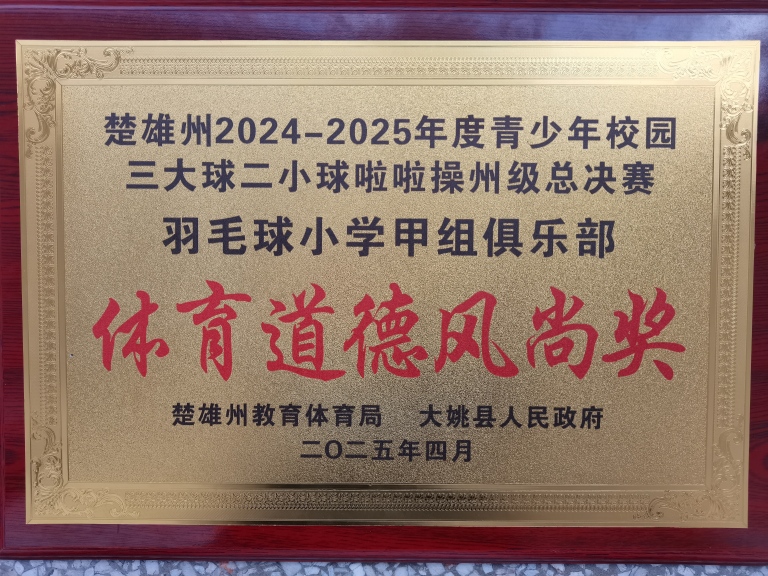 楚雄州2024-2025年度青少年校园
三大球二小球啦啦操州级总决赛
羽毛球小学甲组俱乐部
体育道德风尚奖
楚雄州教育体育局 大姚县人民政府
二〇二五年四月